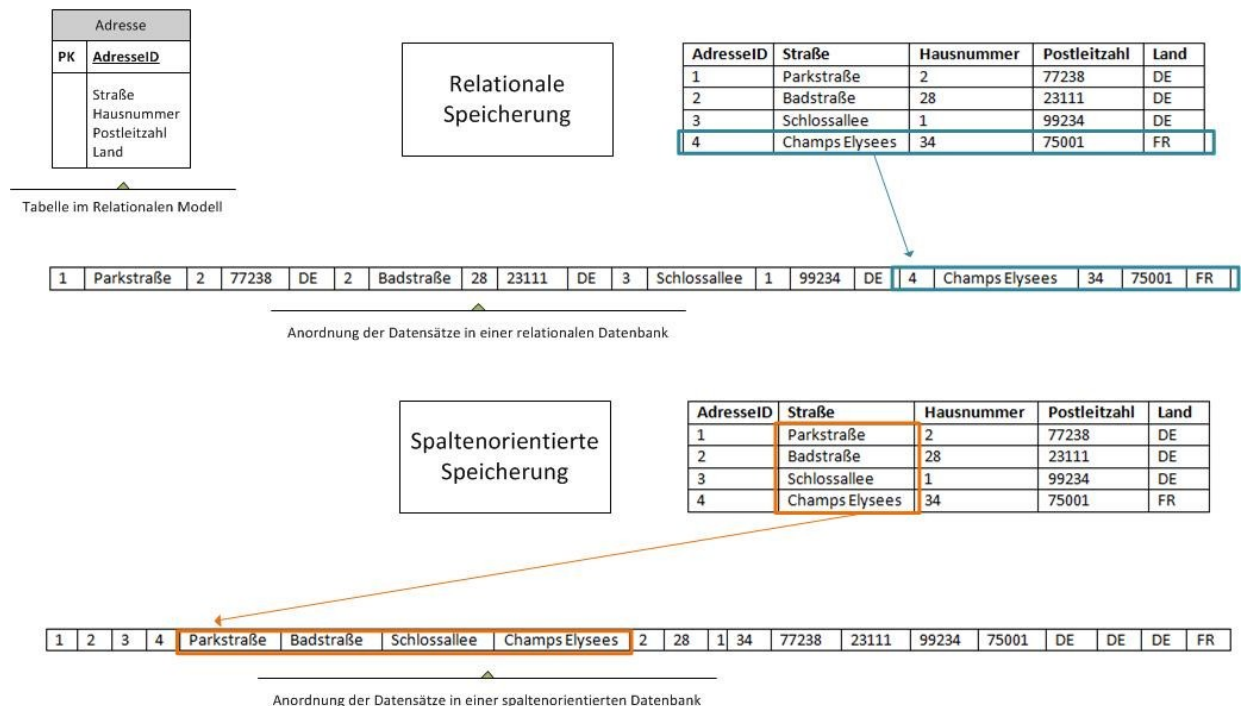 Adresse
PK AdresseID
Straße
Hausnummer
Postleitzahl
Land
Tabelle im Relationalen Modell
Relationale
Speicherung
AdresseID Straße Hausnummer Postleitzahl Land
1 Parkstraße 2 77238 DE
2 Badstraße 28 23111 DE
3 Schlossallee 1 99234 DE
4 Champs Elysees 34 75001 FR
1 Parkstraße 2 77238 DE 2 Badstraße 28 23111 DE 3 Schlossallee 1 99234 DE 4 Champs Elysees 34 75001 FR
Anordnung der Datensätze in einer relationalen Datenbank
Spaltenorientierte
Speicherung
AdresseID Straße Hausnummer Postleitzahl Land
1 Parkstraße 2 77238 DE
2 Badstraße 28 23111 DE
3 Schlossallee 1 99234 DE
4 Champs Elysees 34 75001 FR
1 2 3 4 Parkstraße Badstraße Schlossallee Champs Elysees 2 28 1 34 77238 23111 99234 75001 DE DE DE FR
Anordnung der Datensätze in einer spaltenorientierten Datenbank